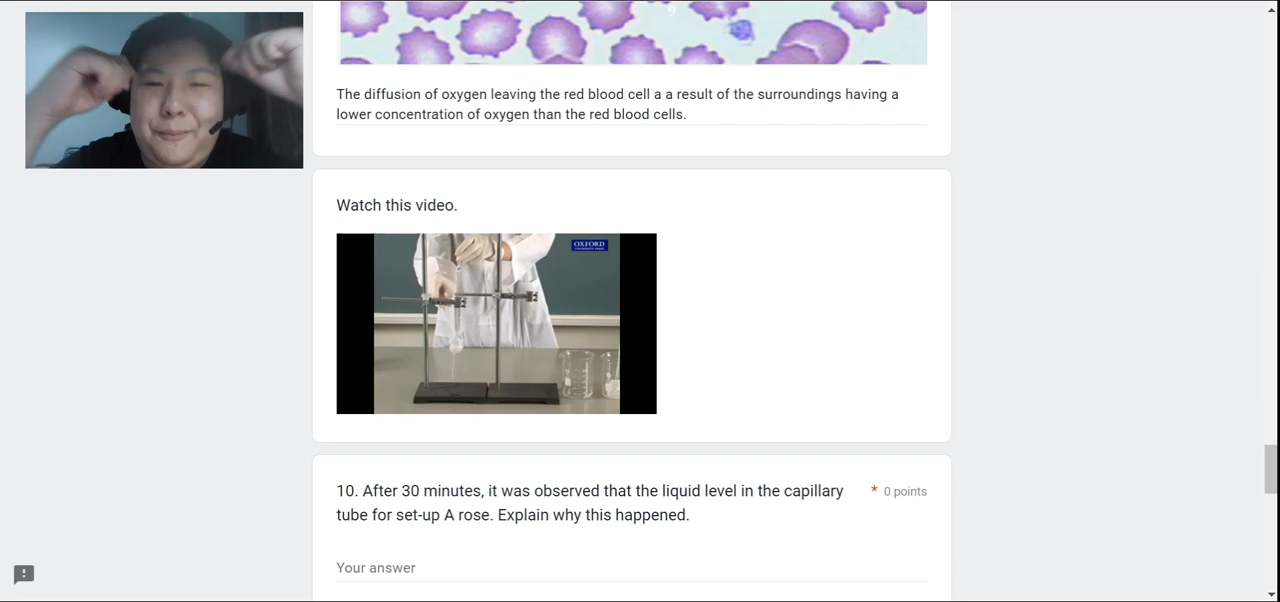 The diffusion of oxygen leaving the red blood cell a a result of the surroundings having a
lower concentration of oxygen than the red blood cells.
Watch this video.
OXFORD
UNIVERSITY PRESS
10. After 30 minutes, it was observed that the liquid level in the capillary
tube for set-up A rose. Explain why this happened.
* 0 points
Your answer